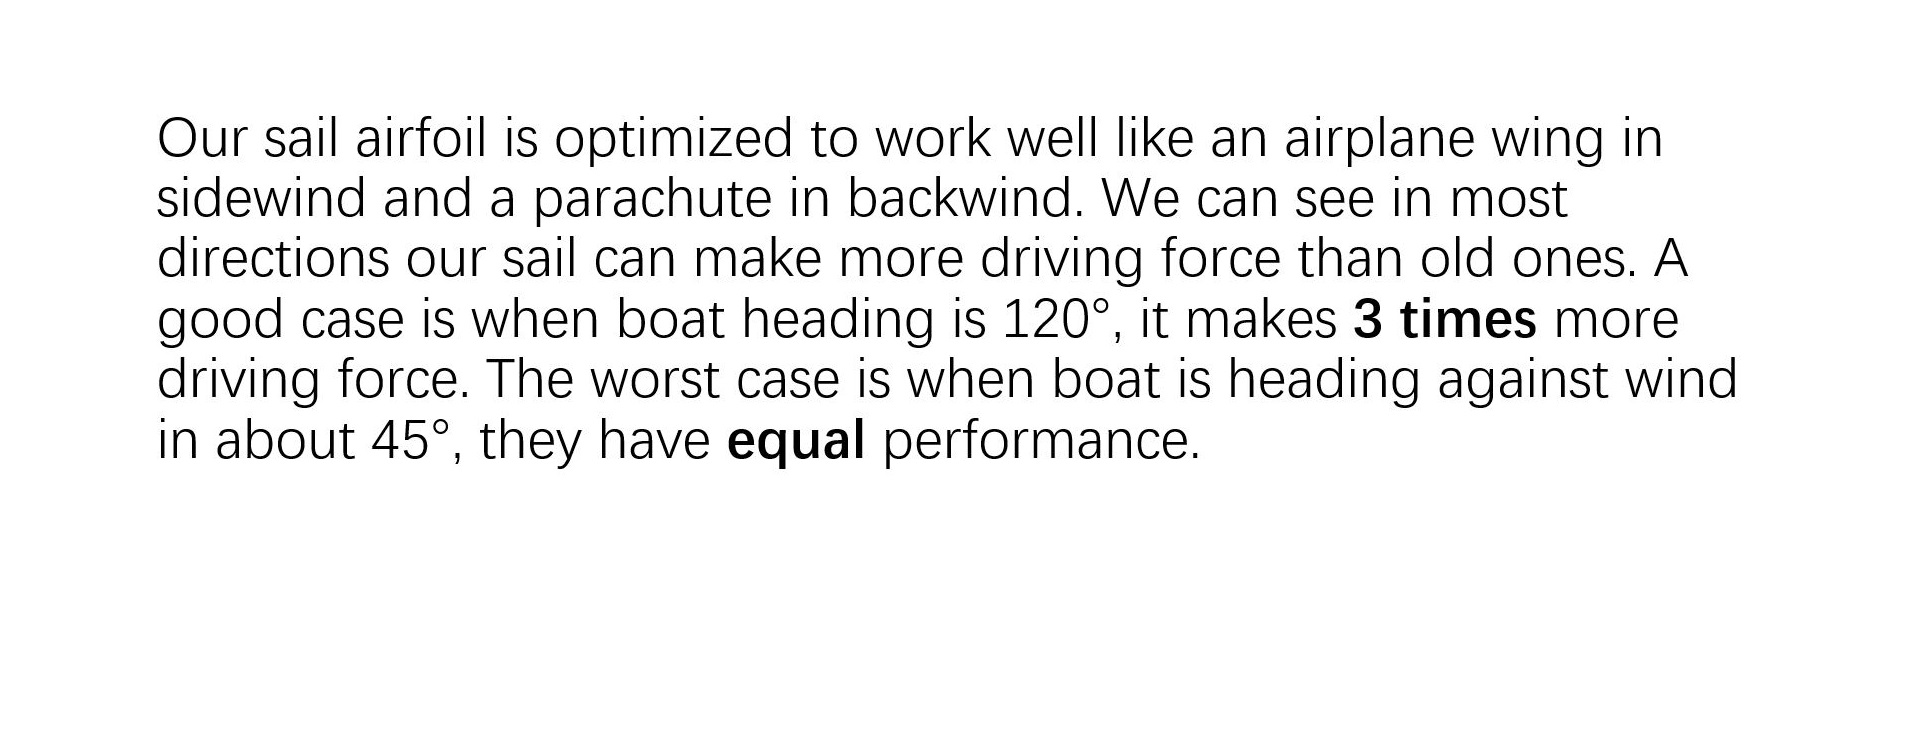 Our sail airfoil is optimized to work well like an airplane wing in
sidewind and a parachute in backwind. We can see in most
directions our sail can make more driving force than old ones. A
good case is when boat heading is 120°, it makes 3 times more
driving force. The worst case is when boat is heading against wind
in about 45°, they have equal performance.